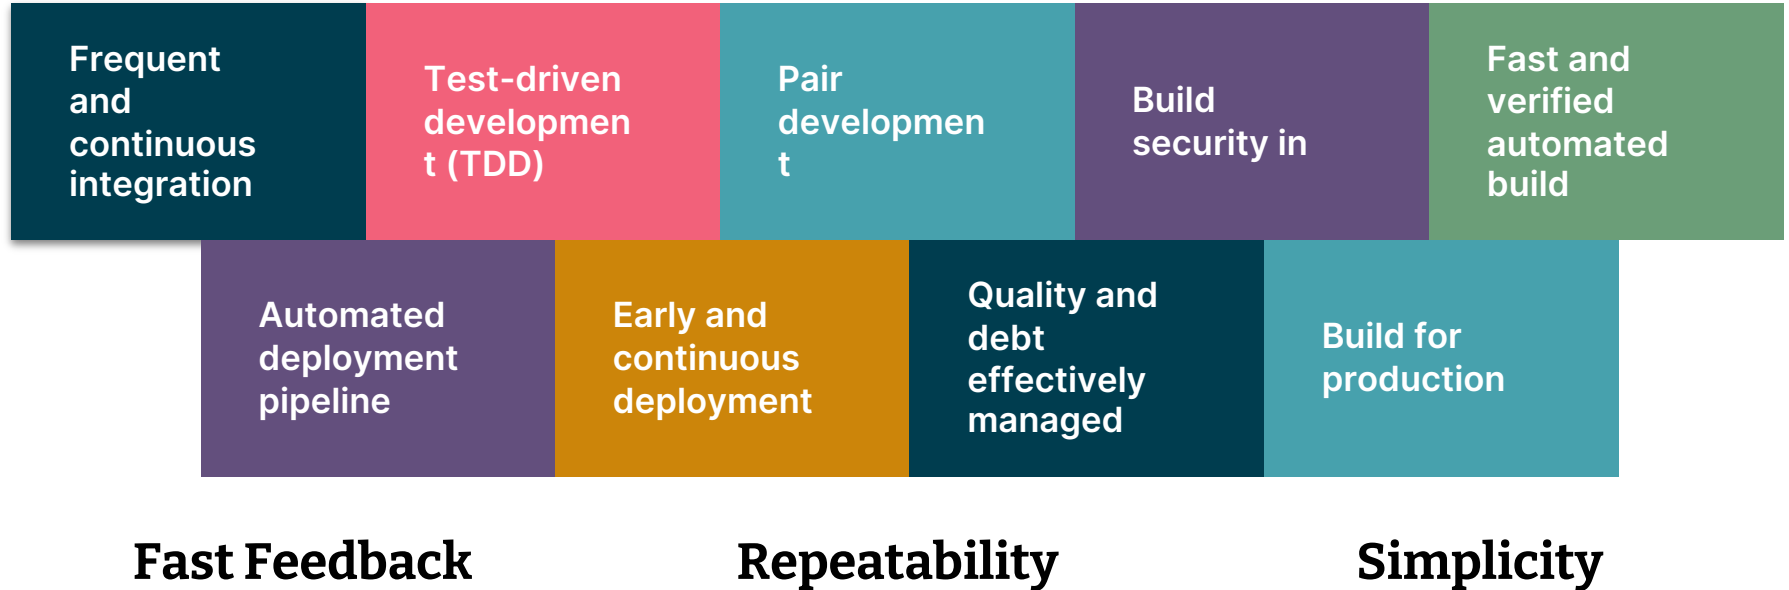 Frequent
and
continuous
integration
Test-driven
developmen
t (TDD)
Pair
developmen
t
Build
security in
Fast and
verified
automated
build
Automated
deployment
pipeline
Early and
continuous
deployment
Quality and
debt
effectively
managed
Build for
production
Fast Feedback
Repeatability
Simplicity